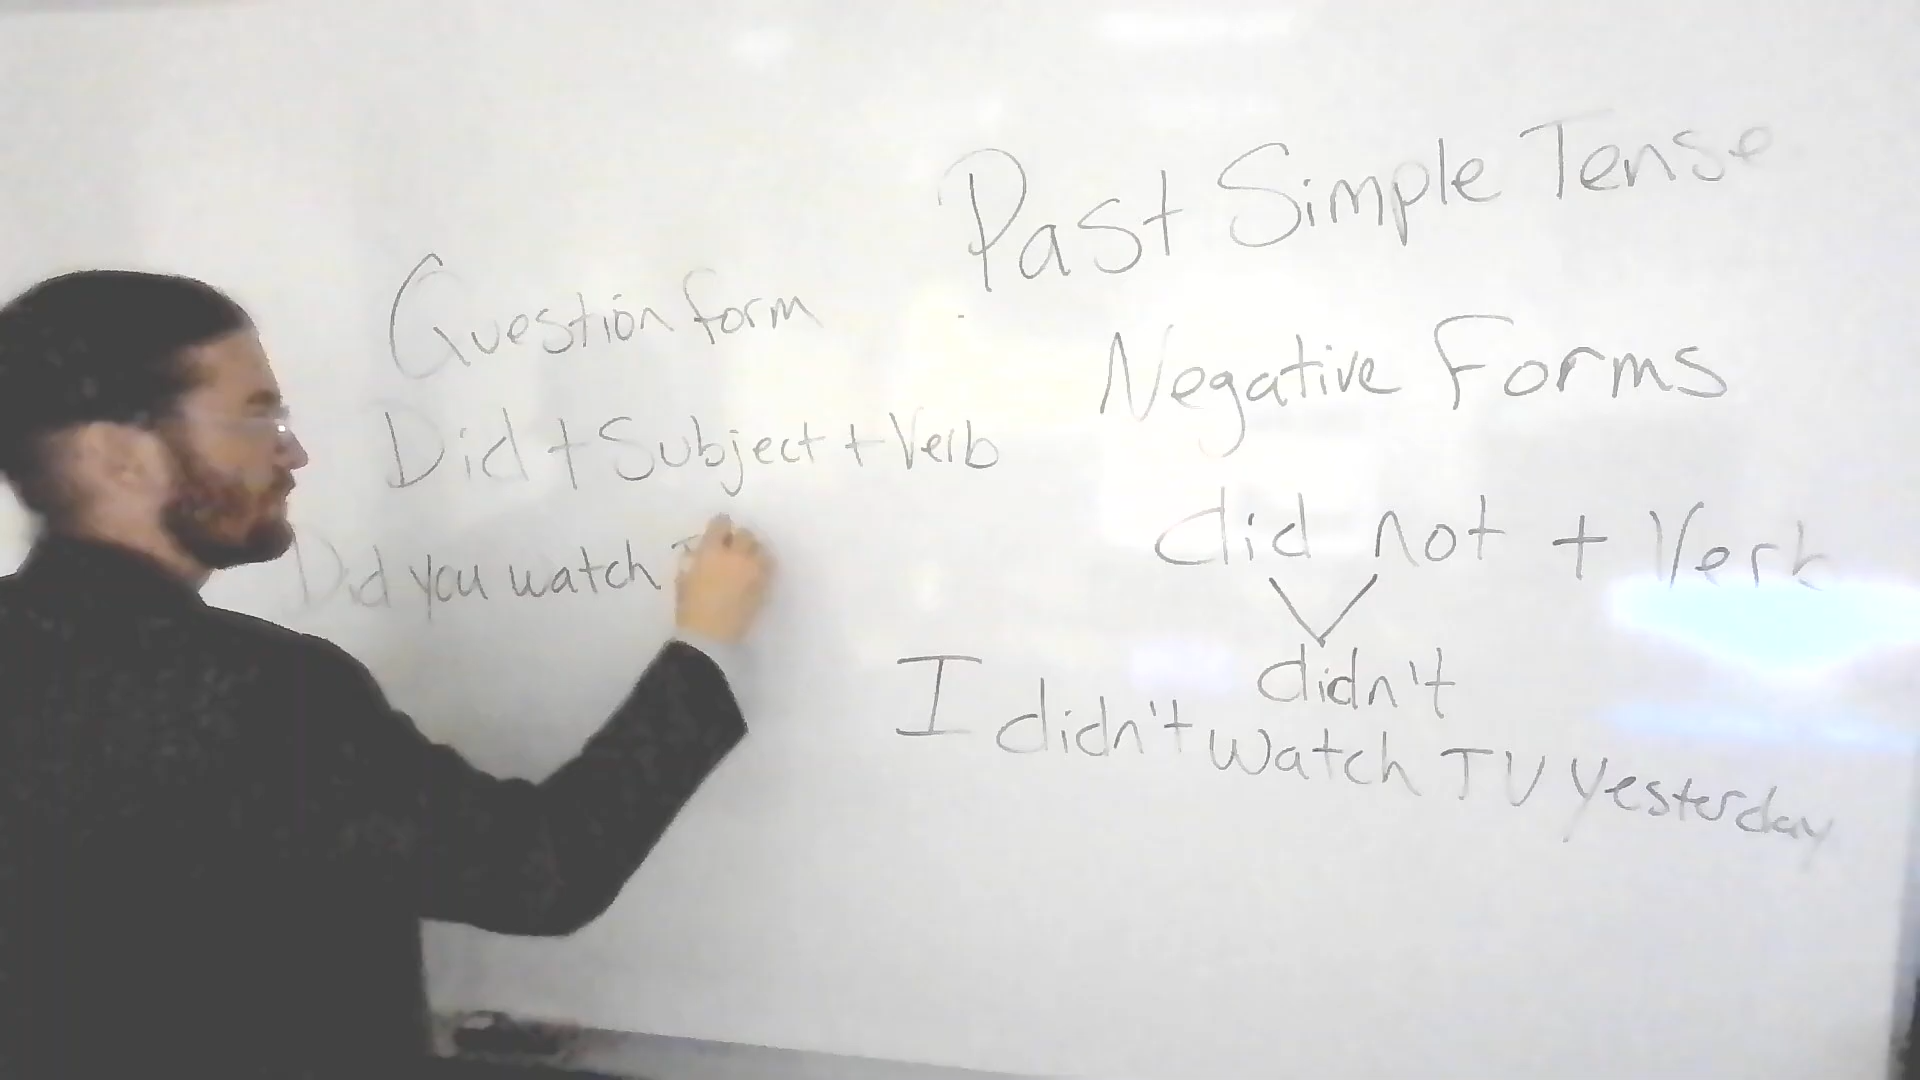 Past Simple Tense
Question form
Did + Subject + Verb
Did you watch T
Negative Forms
did not + Verb
didn't
I didn't watch TV yesterday